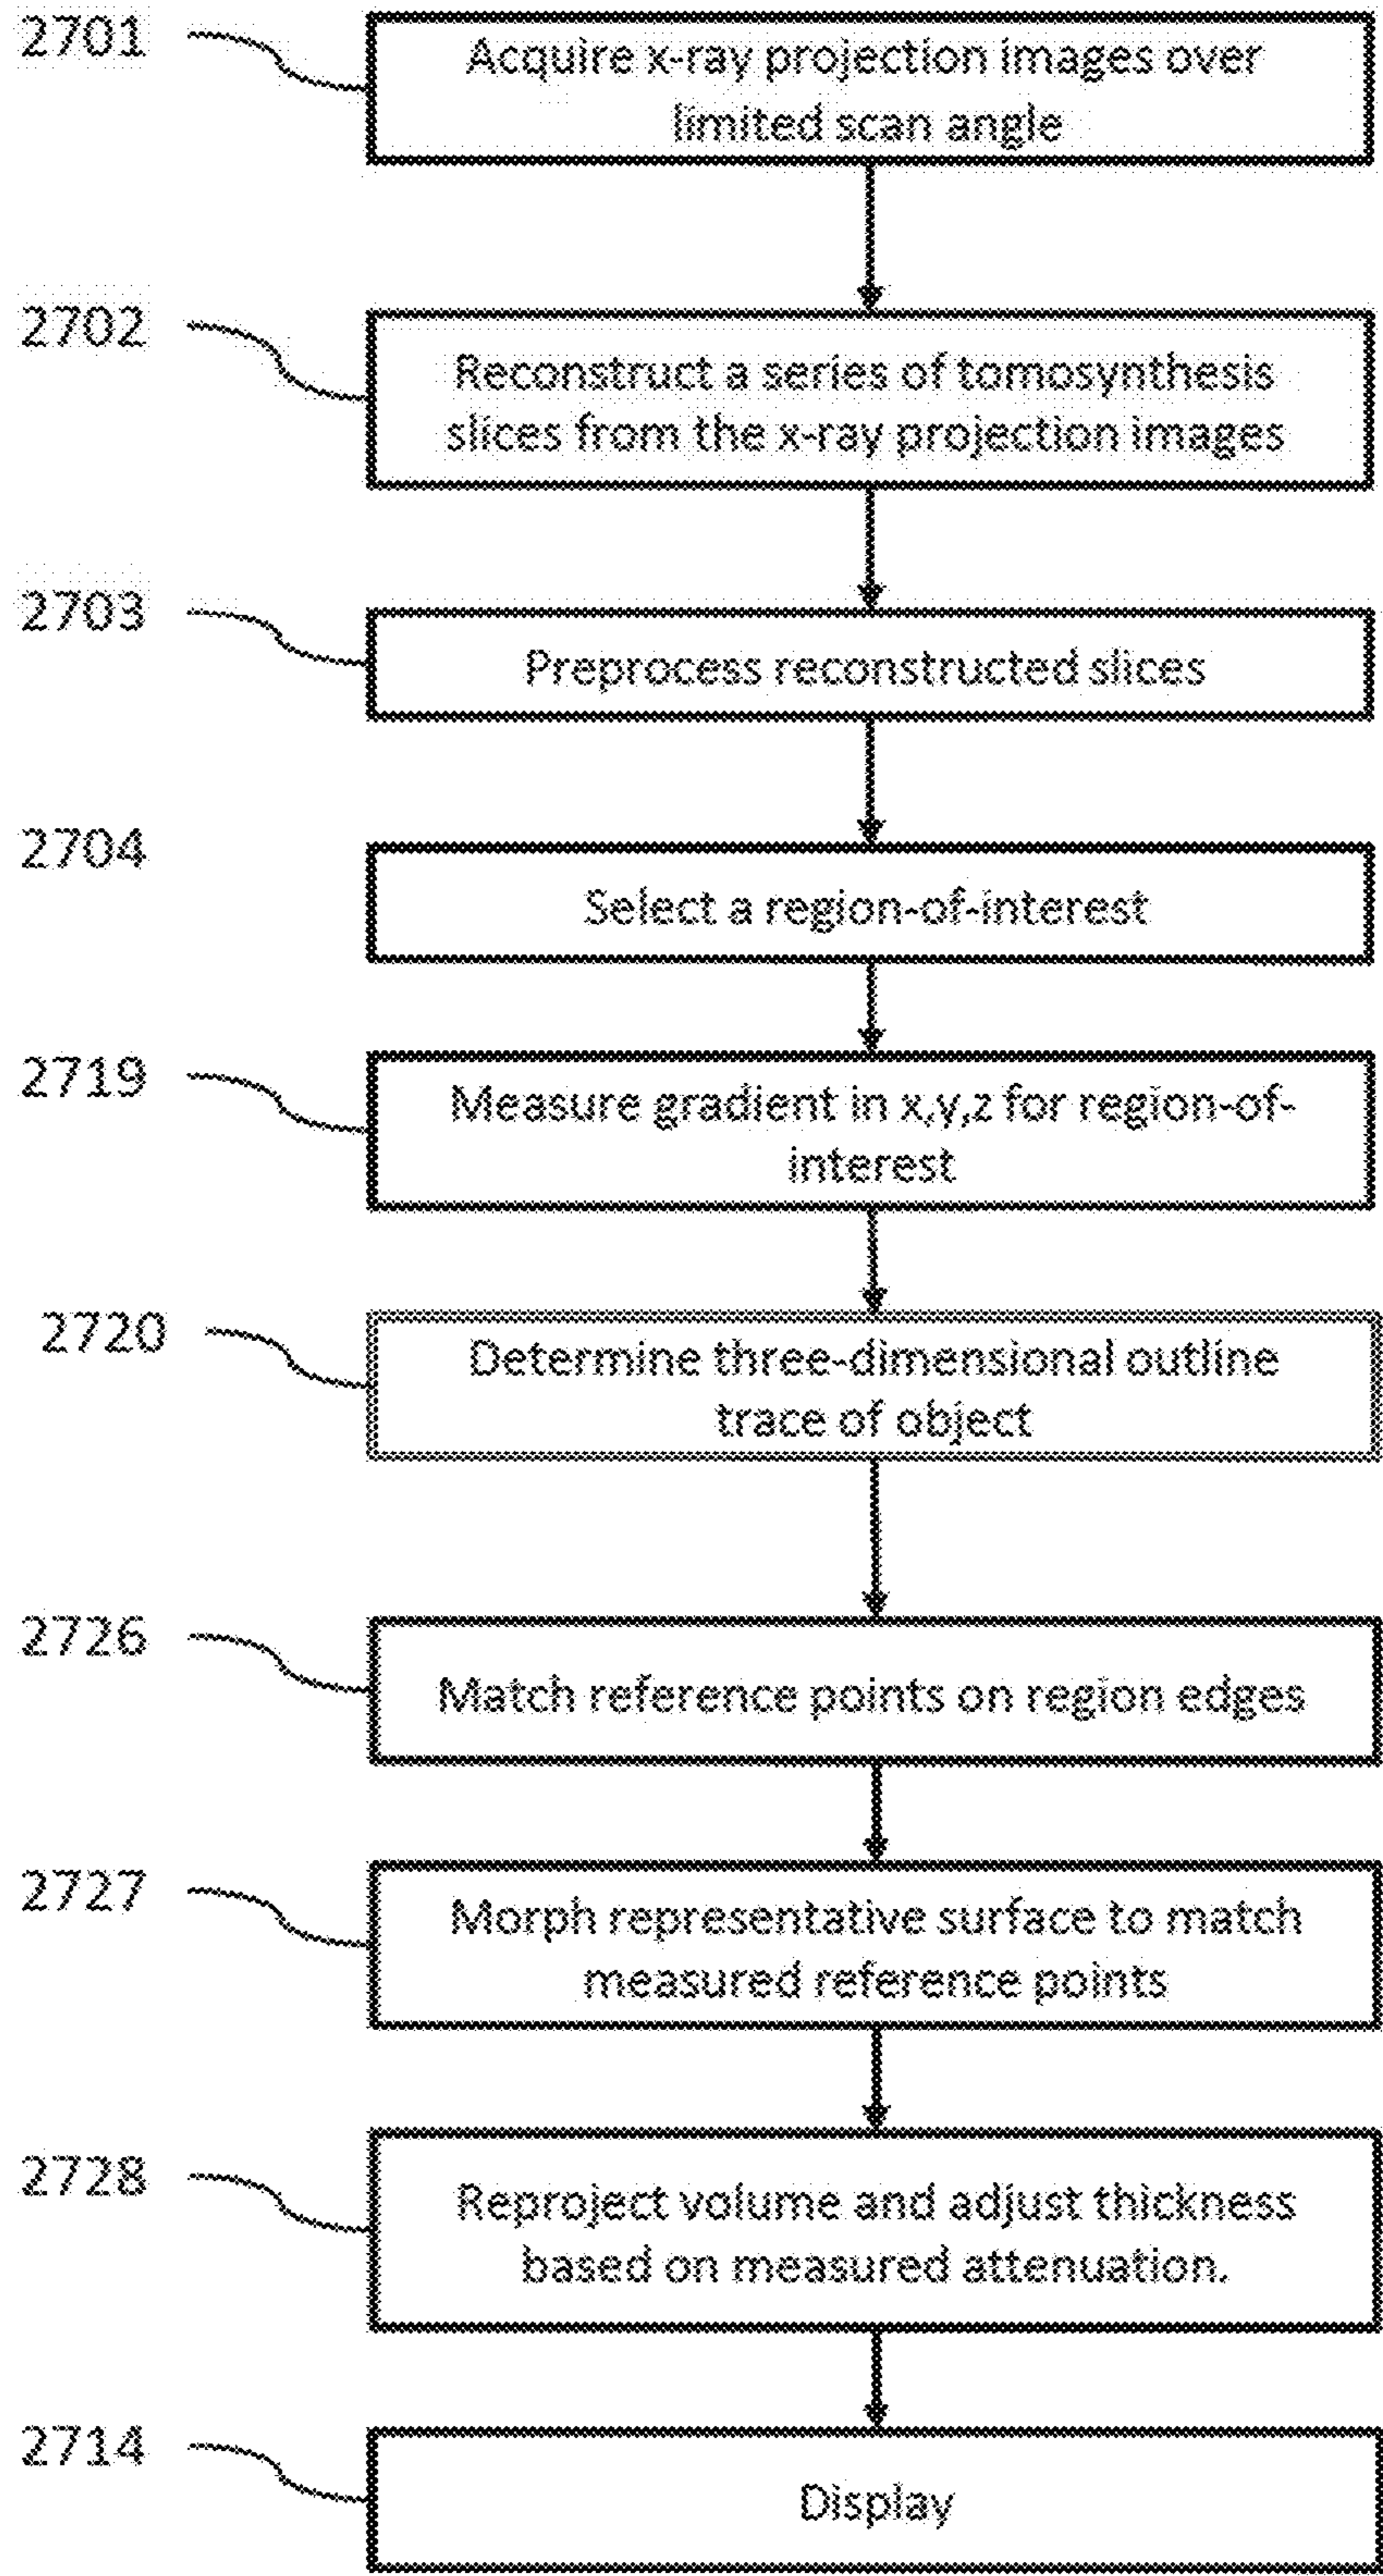 2701
Acquire x-ray projection images over
limited scan angle
2702
Reconstruct a series of tomosynthesis
slices from the x-ray projection images
2703
Preprocess reconstructed slices
2704
Select a region-of-interest
2719
Measure gradient in x,y,z for region-of-
interest
2720
Determine three-dimensional outline
trace of object
2726
Match reference points on region edges
2727
Morph representative surface to match
measured reference points
2728
Reproject volume and adjust thickness
based on measured attenuation.
2714
Display